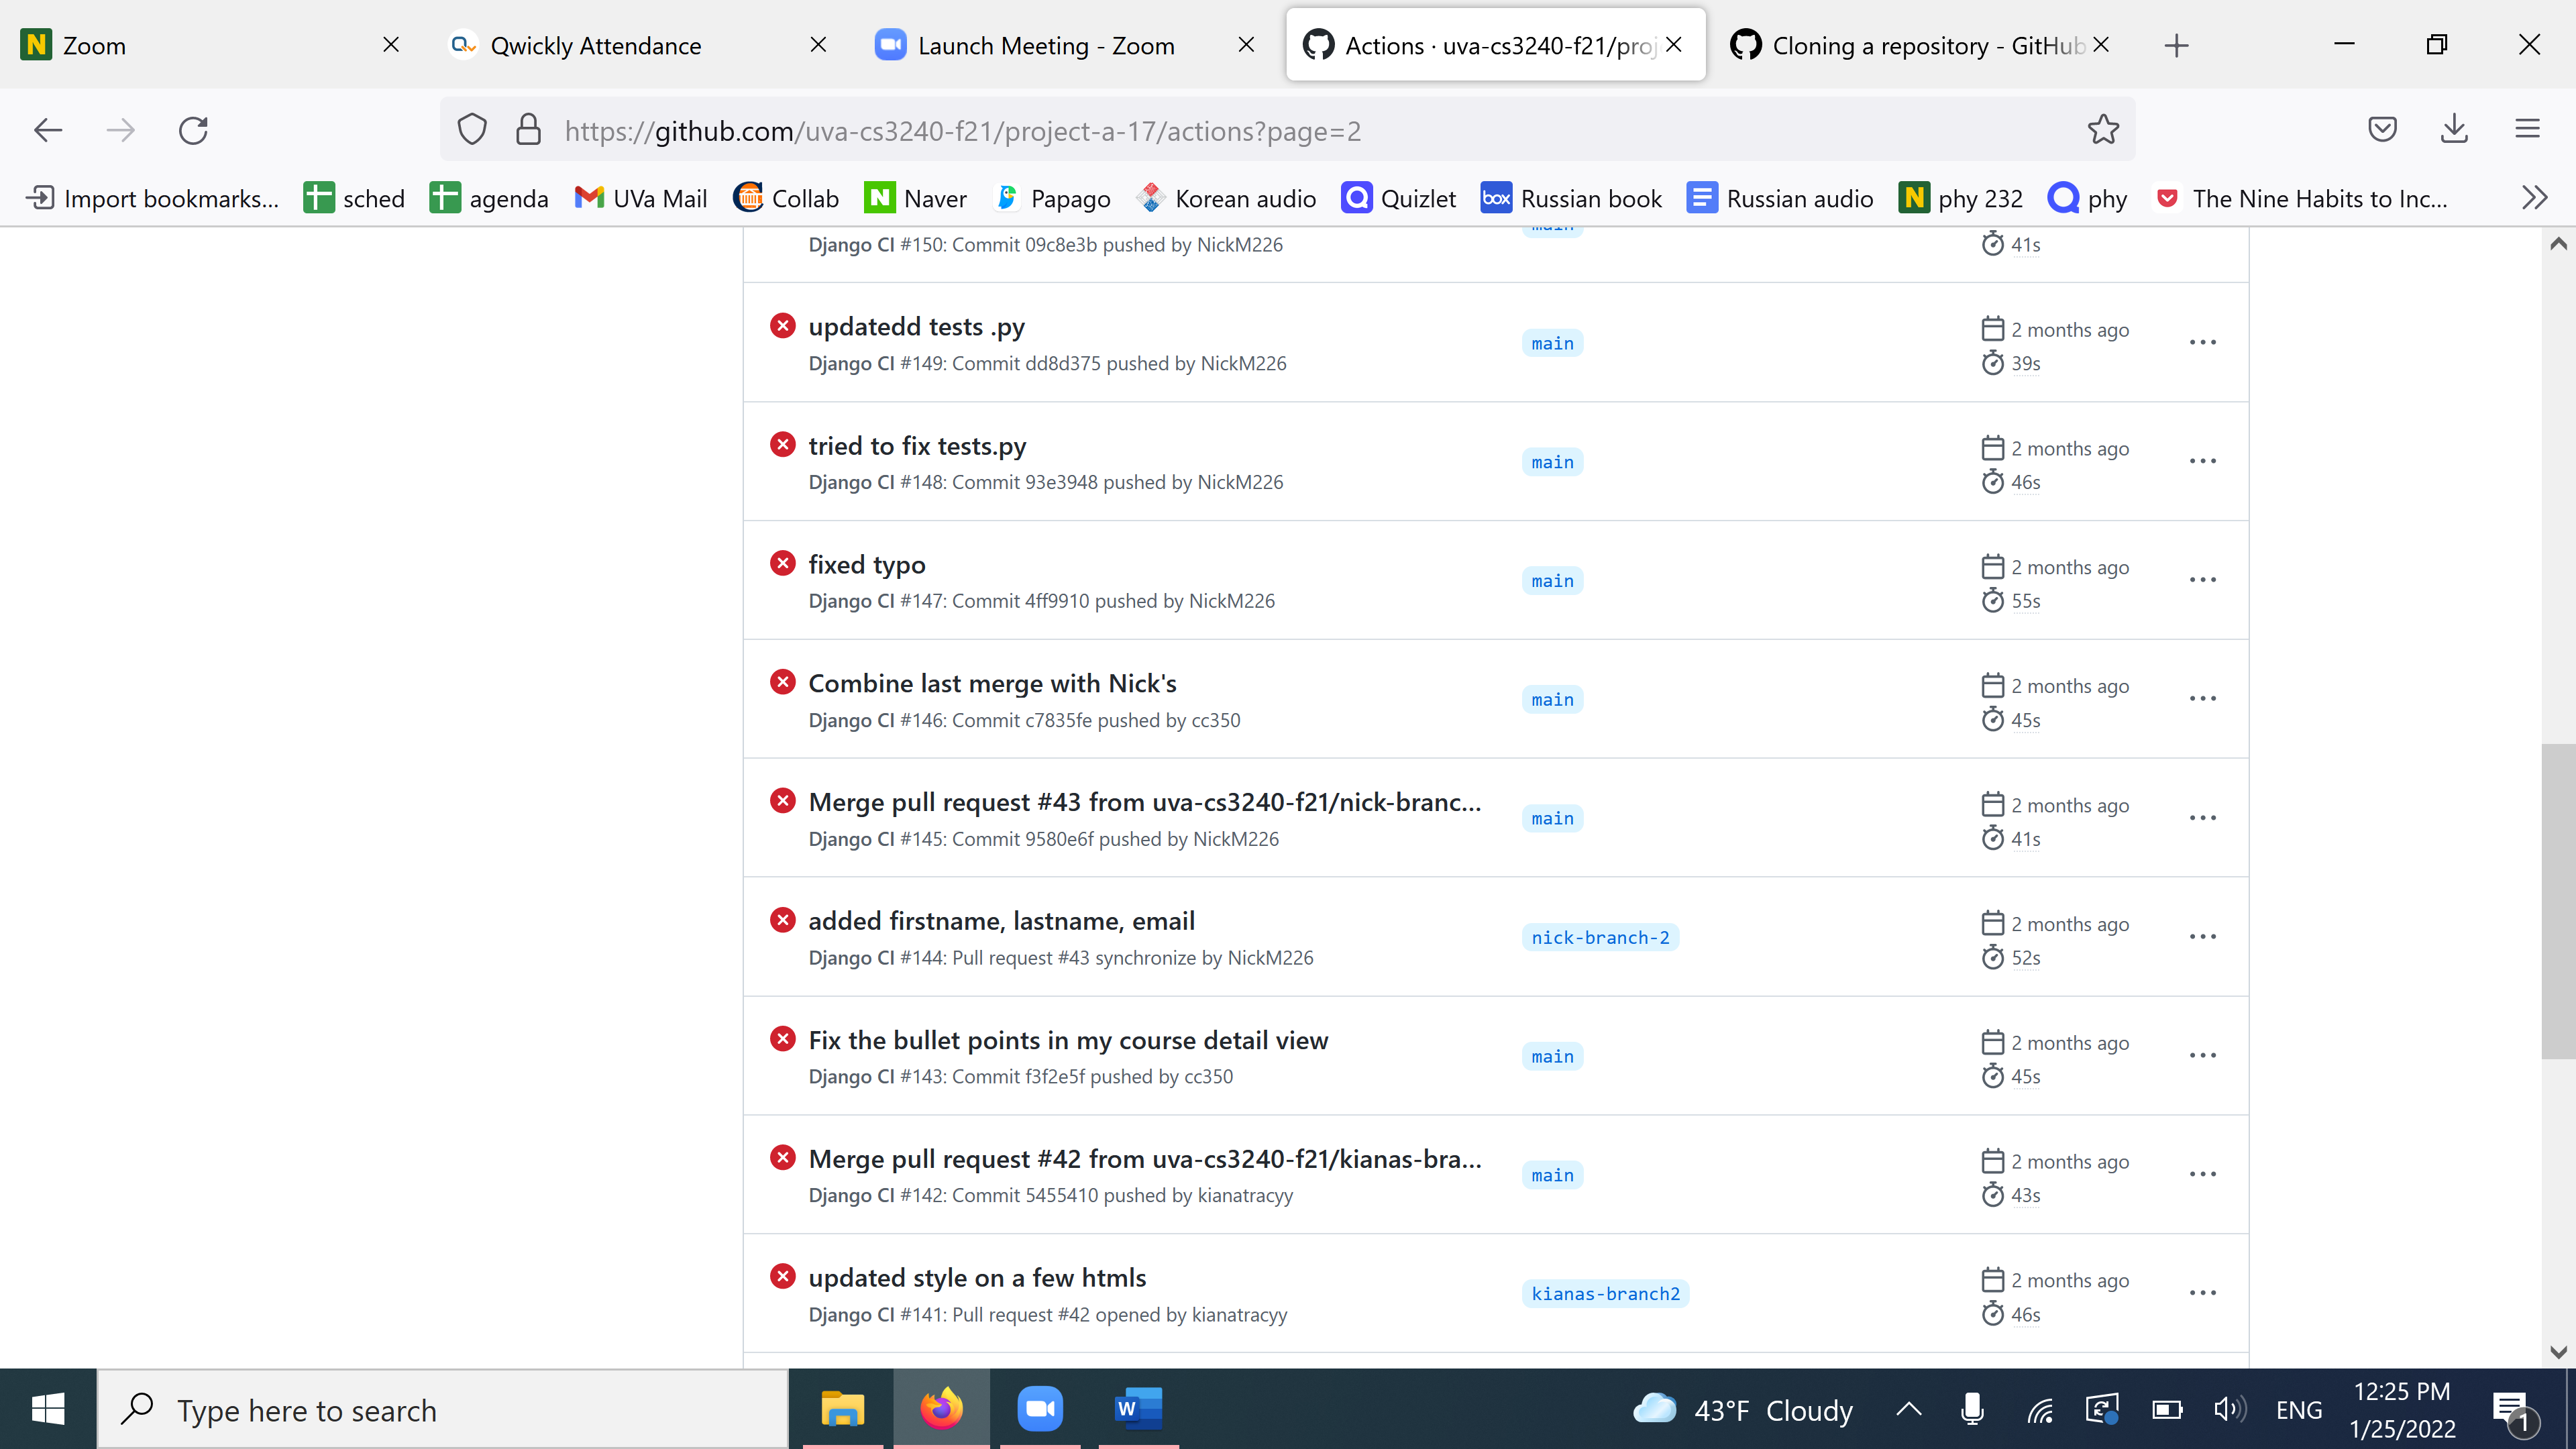 Zoom
Qwickly Attendance
Launch Meeting - Zoom
Actions · uva-cs3240-f21/proj
Cloning a repository - GitHub
https://github.com/uva-cs3240-f21/project-a-17/actions?page=2
Import bookmarks...
sched
agenda
UVa Mail
Collab
Naver
Papago
Korean audio
Quizlet
box
Russian book
Russian audio
phy 232
phy
The Nine Habits to Inc...
Django CI #150: Commit 09c8e3b pushed by NickM226
main
41s
updatedd tests .py
Django CI #149: Commit dd8d375 pushed by NickM226
main
2 months ago
39s
tried to fix tests.py
Django CI #148: Commit 93e3948 pushed by NickM226
main
2 months ago
46s
fixed typo
Django CI #147: Commit 4ff9910 pushed by NickM226
main
2 months ago
55s
Combine last merge with Nick's
Django CI #146: Commit c7835fe pushed by cc350
main
2 months ago
45s
Merge pull request #43 from uva-cs3240-f21/nick-branc...
Django CI #145: Commit 9580e6f pushed by NickM226
main
2 months ago
41s
added firstname, lastname, email
Django CI #144: Pull request #43 synchronize by NickM226
nick-branch-2
2 months ago
52s
Fix the bullet points in my course detail view
Django CI #143: Commit f3f2e5f pushed by cc350
main
2 months ago
45s
Merge pull request #42 from uva-cs3240-f21/kianas-bra...
Django CI #142: Commit 5455410 pushed by kianatracyy
main
2 months ago
43s
updated style on a few htmls
Django CI #141: Pull request #42 opened by kianatracyy
kianas-branch2
2 months ago
46s
Type here to search
43°F Cloudy
ENG
12:25 PM
1/25/2022
1